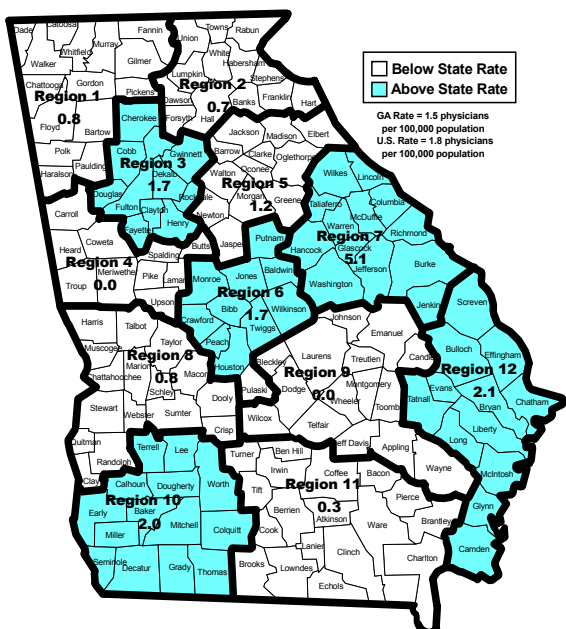 Below State Rate
Above State Rate
GA Rate = 1.5 physicians
per 100,000 population
U.S. Rate = 1.8 physicians
per 100,000 population
Region 1
0.8
Dade
Catoosa
Walker
Whitfield
Murray
Fannin
Gilmer
Chattooga
Gordon
Pickens
Floyd
Bartow
Polk
Paulding
Haralson
Region 2
0.7
Towns
Rabun
Union
White
Habersham
Lumpkin
Stephens
Dawson
Banks
Franklin
Forsyth
Hall
Hart
Region 3
1.7
Cherokee
Cobb
Gwinnett
Dekalb
Douglas
Rockdale
Fulton
Clayton
Fayette
Henry
Newton
Region 4
0.0
Carroll
Coweta
Heard
Spalding
Butts
Meriwether
Troup
Pike
Lamar
Upson
Region 5
1.2
Jackson
Madison
Elbert
Barrow
Clarke
Oglethorpe
Oconee
Walton
Morgan
Greene
Jasper
Region 6
1.7
Putnam
Monroe
Jones
Baldwin
Bibb
Wilkinson
Crawford
Twiggs
Peach
Houston
Pulaski
Region 7
5.1
Wilkes
Lincoln
Taliaferro
Columbia
McDuffie
Warren
Richmond
Hancock
Glascock
Jefferson
Burke
Washington
Jenkins
Region 8
0.8
Harris
Talbot
Taylor
Muscogee
Marion
Macon
Chattahoochee
Schley
Dooly
Stewart
Webster
Sumter
Crisp
Quitman
Randolph
Clay
Region 9
0.0
Johnson
Emanuel
Laurens
Treutlen
Candler
Bleckley
Dodge
Montgomery
Wheeler
Toombs
Wilcox
Telfair
Jeff Davis
Appling
Wayne
Region 10
2.0
Terrell
Lee
Calhoun
Dougherty
Worth
Early
Baker
Mitchell
Colquitt
Miller
Seminole
Decatur
Grady
Thomas
Region 11
0.3
Turner
Ben Hill
Irwin
Coffee
Bacon
Tift
Pierce
Berrien
Atkinson
Ware
Brantley
Cook
Lanier
Clinch
Charlton
Brooks
Lowndes
Echols
Region 12
2.1
Screven
Bulloch
Effingham
Evans
Chatham
Tatnall
Bryan
Liberty
Long
McIntosh
Glynn
Camden